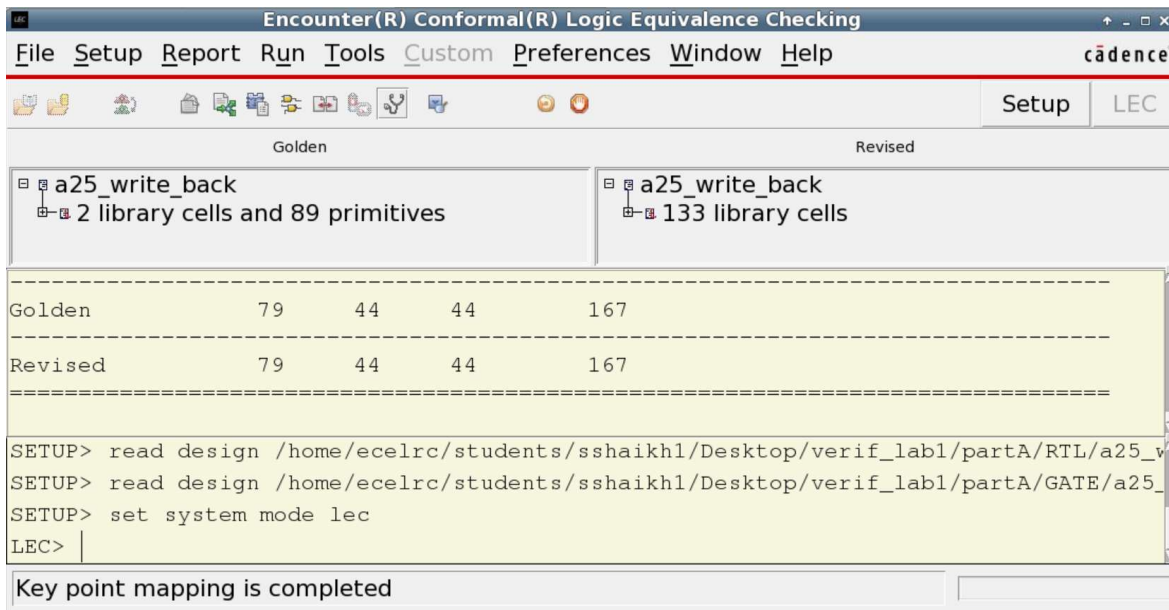 LEC Encounter(R) Conformal(R) Logic Equivalence Checking
File Setup Report Run Tools Custom Preferences Window Help cādence
Setup LEC
Golden Revised
a25_write_back a25_write_back
2 library cells and 89 primitives 133 library cells
--------------------------------------------------------------------------------
Golden 79 44 44 167
--------------------------------------------------------------------------------
Revised 79 44 44 167
================================================================================
SETUP> read design /home/ecelrc/students/sshaikh1/Desktop/verif_lab1/partA/RTL/a25_w
SETUP> read design /home/ecelrc/students/sshaikh1/Desktop/verif_lab1/partA/GATE/a25_
SETUP> set system mode lec
LEC>
Key point mapping is completed